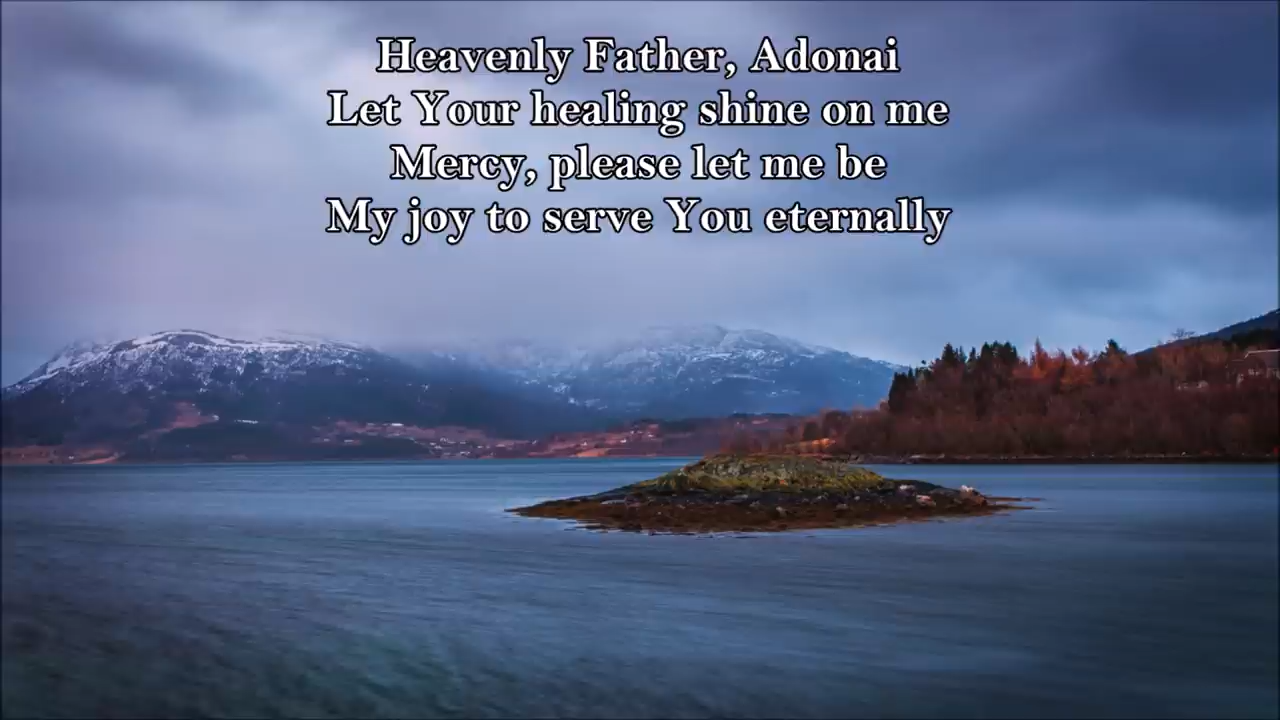 Heavenly Father, Adonai
Let Your healing shine on me
Mercy, please let me be
My joy to serve You eternally